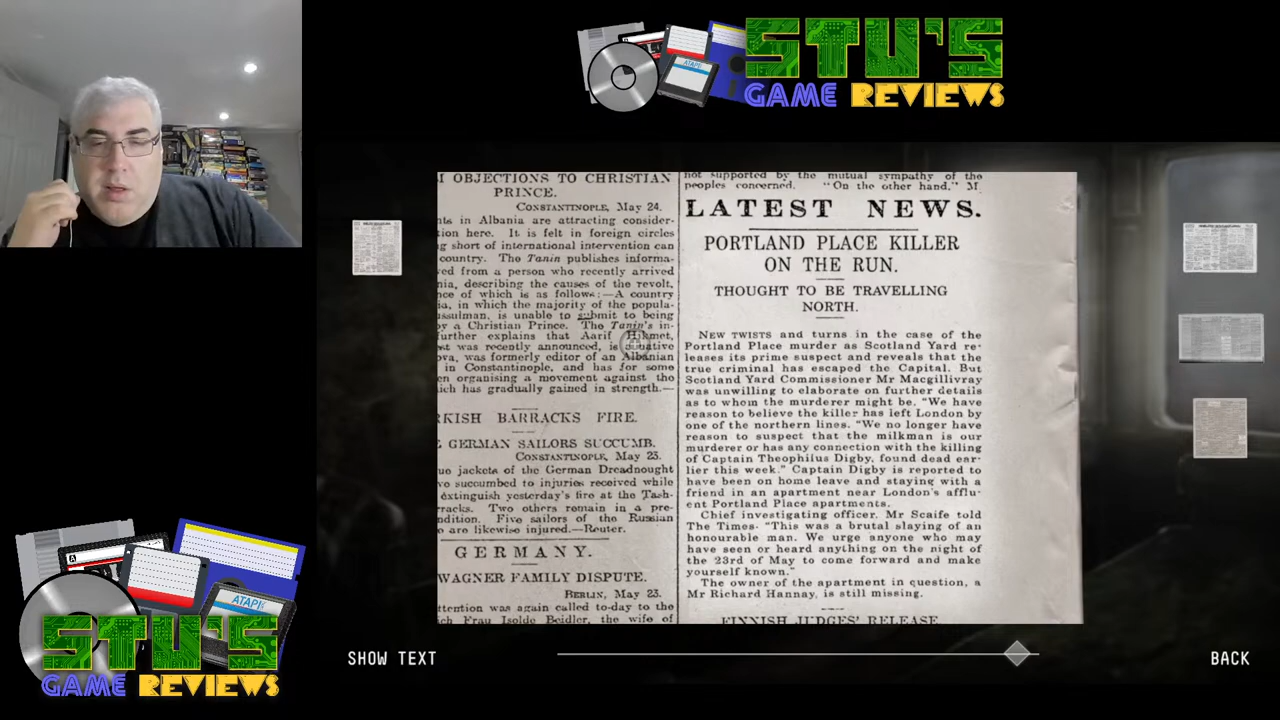 STU'S
GAME REVIEWS
OBJECTIONS TO CHRISTIAN
PRINCE.
CONSTANTINOPLE, May 24.
in Albania are attracting consider-
here. It is felt in foreign circles
short of international intervention can
country. The Tanin publishes informa-
from a person who recently arrived
describing the causes of the revolt,
of which is as follows:—A country
in which the majority of the popula-
is unable to submit to being
a Christian Prince. The Tanin's in-
further explains that Aarif Hikmet,
was recently announced, is a native
was formerly editor of an Albanian
in Constantinople, and has for some
organising a movement against the
has gradually gained in strength.—
BARRACKS FIRE.
GERMAN SAILORS SUCCUMB.
CONSTANTINOPLE, May 23.
jackets of the German Dreadnought
succumbed to injuries received while
extinguish yesterday's fire at the Tash-
Two others remain in a pre-
Five sailors of the Russian
are likewise injured.—Reuter.
GERMANY.
WAGNER FAMILY DISPUTE.
BERLIN, May 23.
was again called to-day to the
Frau Isolde Beidler, the wife of
not supported by the mutual sympathy of the
peoples concerned. "On the other hand," M.
LATEST NEWS.
PORTLAND PLACE KILLER
ON THE RUN.
THOUGHT TO BE TRAVELLING
NORTH.
NEW TWISTS and turns in the case of the
Portland Place murder as Scotland Yard re-
leases its prime suspect and reveals that the
true criminal has escaped the Capital. But
Scotland Yard Commissioner Mr Macgillivray
was unwilling to elaborate on further details
as to whom the murderer might be. "We have
reason to believe the killer has left London by
one of the northern lines. "We no longer have
reason to suspect that the milkman is our
murderer or has any connection with the killing
of Captain Theophilus Digby, found dead ear-
lier this week." Captain Digby is reported to
have been on home leave and staying with a
friend in an apartment near London's afflu-
ent Portland Place apartments.
Chief investigating officer, Mr Scaife told
The Times- "This was a brutal slaying of an
honourable man. We urge anyone who may
have seen or heard anything on the night of
the 23rd of May to come forward and make
yourself known."
The owner of the apartment in question, a
Mr Richard Hannay, is still missing.
FINNISH JUDGES' RELEASE
ATARI
STU'S
GAME REVIEWS
SHOW TEXT
BACK